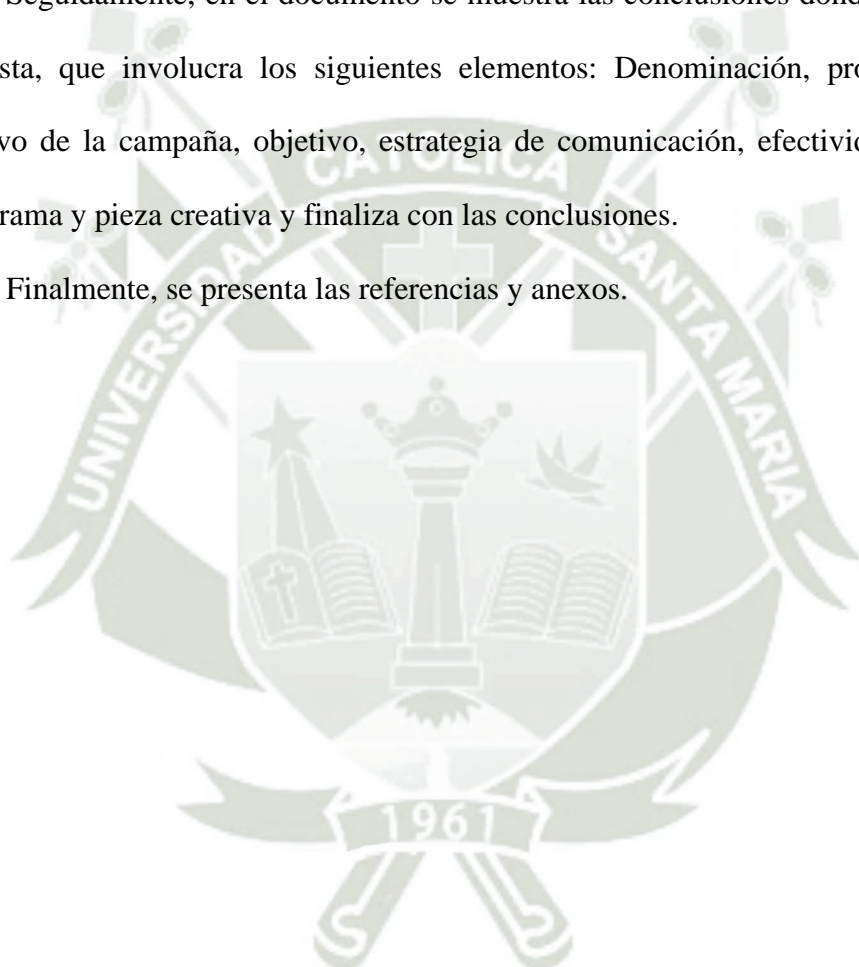 Seguidamente, en el documento se muestra las conclusiones dond
sta, que involucra los siguientes elementos: Denominación, pro
vo de la campaña, objetivo, estrategia de comunicación, efectivid
rama y pieza creativa y finaliza con las conclusiones.
Finalmente, se presenta las referencias y anexos.
UNIVERSIDAD CATOLICA SANTA MARIA
1961